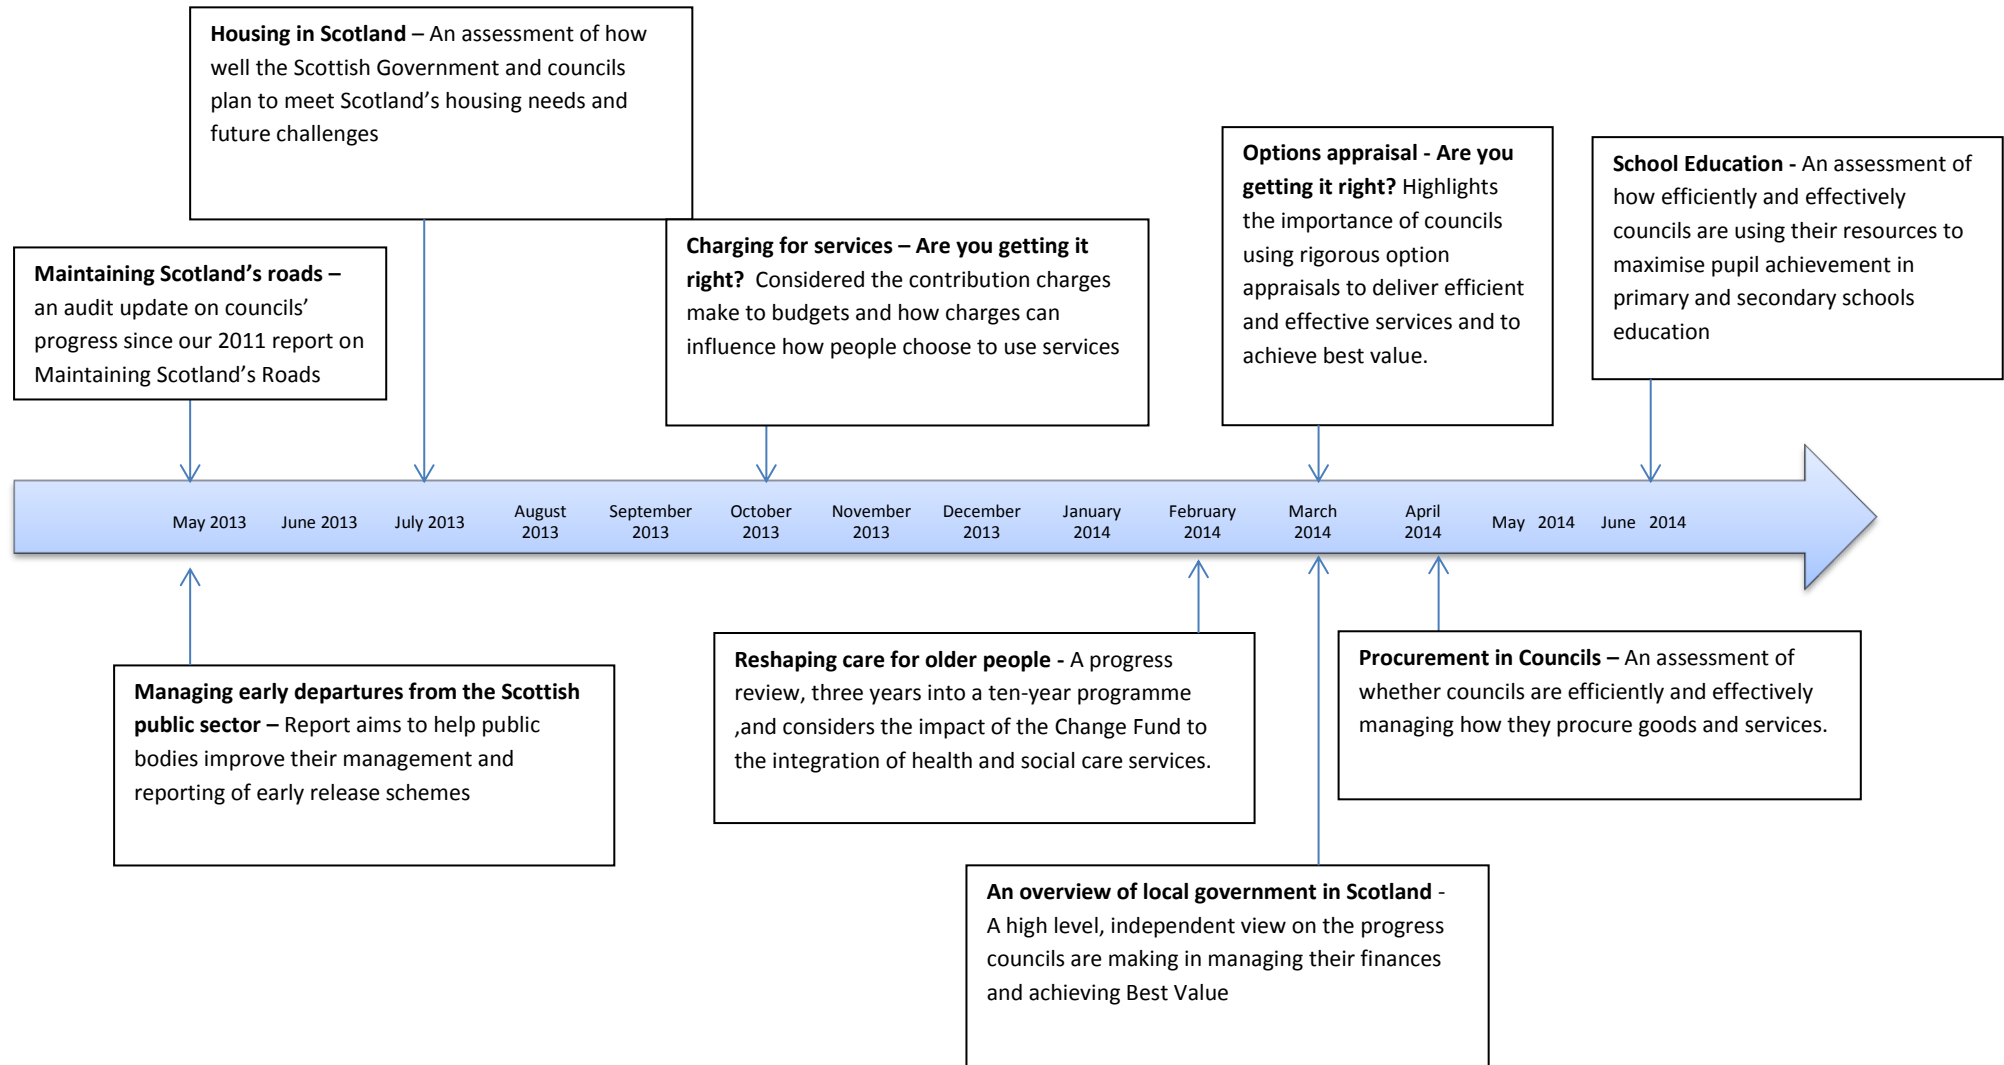 Housing in Scotland – An assessment of how
well the Scottish Government and councils
plan to meet Scotland’s housing needs and
future challenges
Maintaining Scotland’s roads –
an audit update on councils’
progress since our 2011 report on
Maintaining Scotland’s Roads
Charging for services – Are you getting it
right?  Considered the contribution charges
make to budgets and how charges can
influence how people choose to use services
Options appraisal - Are you
getting it right? Highlights
the importance of councils
using rigorous option
appraisals to deliver efficient
and effective services and to
achieve best value.
School Education - An assessment of
how efficiently and effectively
councils are using their resources to
maximise pupil achievement in
primary and secondary schools
education
May 2013
June 2013
July 2013
August
2013
September
2013
October
2013
November
2013
December
2013
January
2014
February
2014
March
2014
April
2014
May   2014
June   2014
Managing early departures from the Scottish
public sector – Report aims to help public
bodies improve their management and
reporting of early release schemes
Reshaping care for older people - A progress
review, three years into a ten-year programme
,and considers the impact of the Change Fund to
the integration of health and social care services.
Procurement in Councils – An assessment of
whether councils are efficiently and effectively
managing how they procure goods and services.
An overview of local government in Scotland -
A high level, independent view on the progress
councils are making in managing their finances
and achieving Best Value